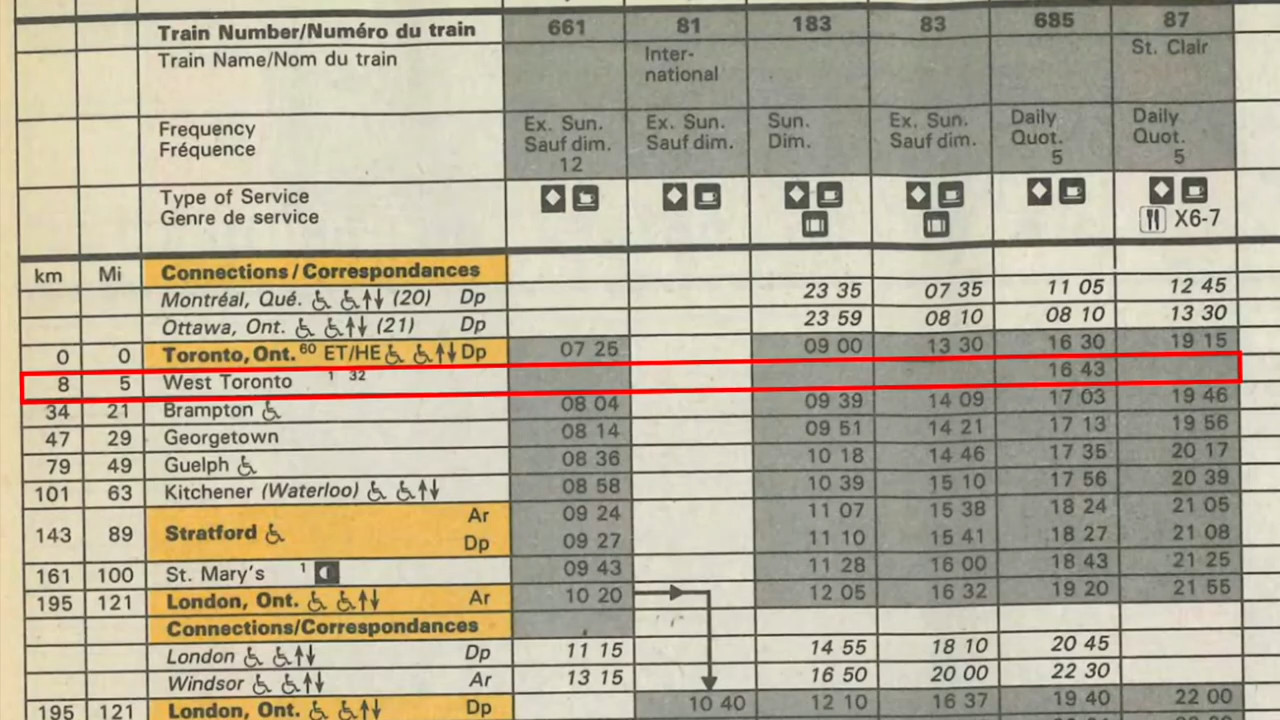 Train Number/Numéro du train 661 81 183 83 685 87
Train Name/Nom du train Inter-national St. Clair
Frequency Ex. Sun. Ex. Sun. Sun. Ex. Sun. Daily Daily
Fréquence Sauf dim. Sauf dim. Dim. Sauf dim. Quot. Quot.
12 5 5
Type of Service
Genre de service X6-7
km Mi Connections/Correspondances
Montréal, Qué. (20) Dp 23 35 07 35 11 05 12 45
Ottawa, Ont. (21) Dp 23 59 08 10 08 10 13 30
0 0 Toronto, Ont. 60 ET/HE Dp 07 25 09 00 13 30 16 30 19 15
8 5 West Toronto 1 32 16 43
34 21 Brampton 08 04 09 39 14 09 17 03 19 46
47 29 Georgetown 08 14 09 51 14 21 17 13 19 56
79 49 Guelph 08 36 10 18 14 46 17 35 20 17
101 63 Kitchener (Waterloo) 08 58 10 39 15 10 17 56 20 39
143 89 Stratford Ar 09 24 11 07 15 38 18 24 21 05
Dp 09 27 11 10 15 41 18 27 21 08
161 100 St. Mary's 1 09 43 11 28 16 00 18 43 21 25
195 121 London, Ont. Ar 10 20 12 05 16 32 19 20 21 55
Connections/Correspondances
London Dp 11 15 14 55 18 10 20 45
Windsor Ar 13 15 16 50 20 00 22 30
195 121 London, Ont. Dp 10 40 12 10 16 37 19 40 22 00